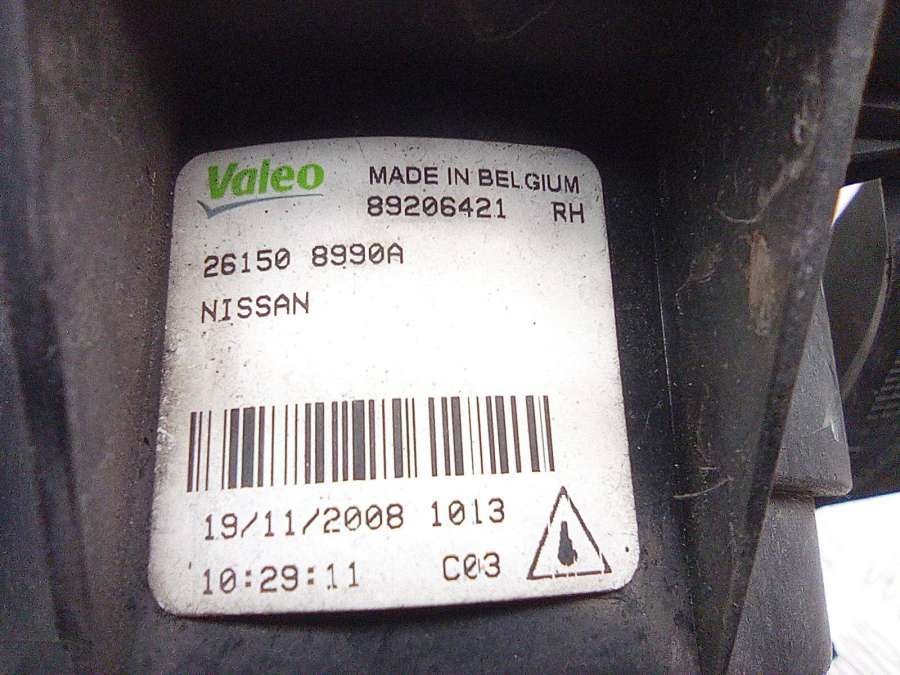 Valeo MADE IN BELGIUM
89206421 RH
26150 8990A
NISSAN
19/11/2008 1013
10:29:11 C03